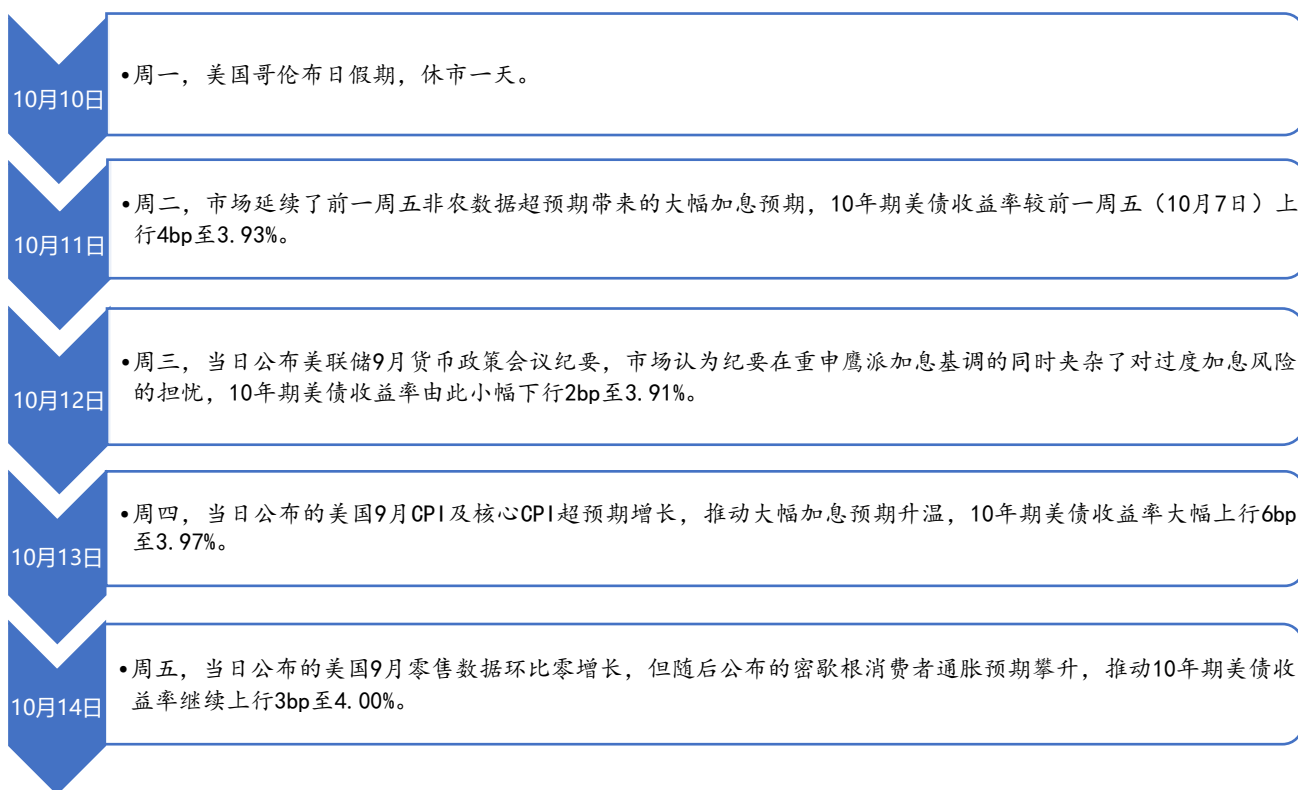 10月10日
•周一，美国哥伦布日假期，休市一天。
10月11日
•周二，市场延续了前一周五非农数据超预期带来的大幅加息预期，10年期美债收益率较前一周五（10月7日）上
行4bp至3.93%。
10月12日
•周三，当日公布美联储9月货币政策会议纪要，市场认为纪要在重申鹰派加息基调的同时夹杂了对过度加息风险
的担忧，10年期美债收益率由此小幅下行2bp至3.91%。
10月13日
•周四，当日公布的美国9月CPI及核心CPI超预期增长，推动大幅加息预期升温，10年期美债收益率大幅上行6bp
至3.97%。
10月14日
•周五，当日公布的美国9月零售数据环比零增长，但随后公布的密歇根消费者通胀预期攀升，推动10年期美债收
益率继续上行3bp至4.00%。